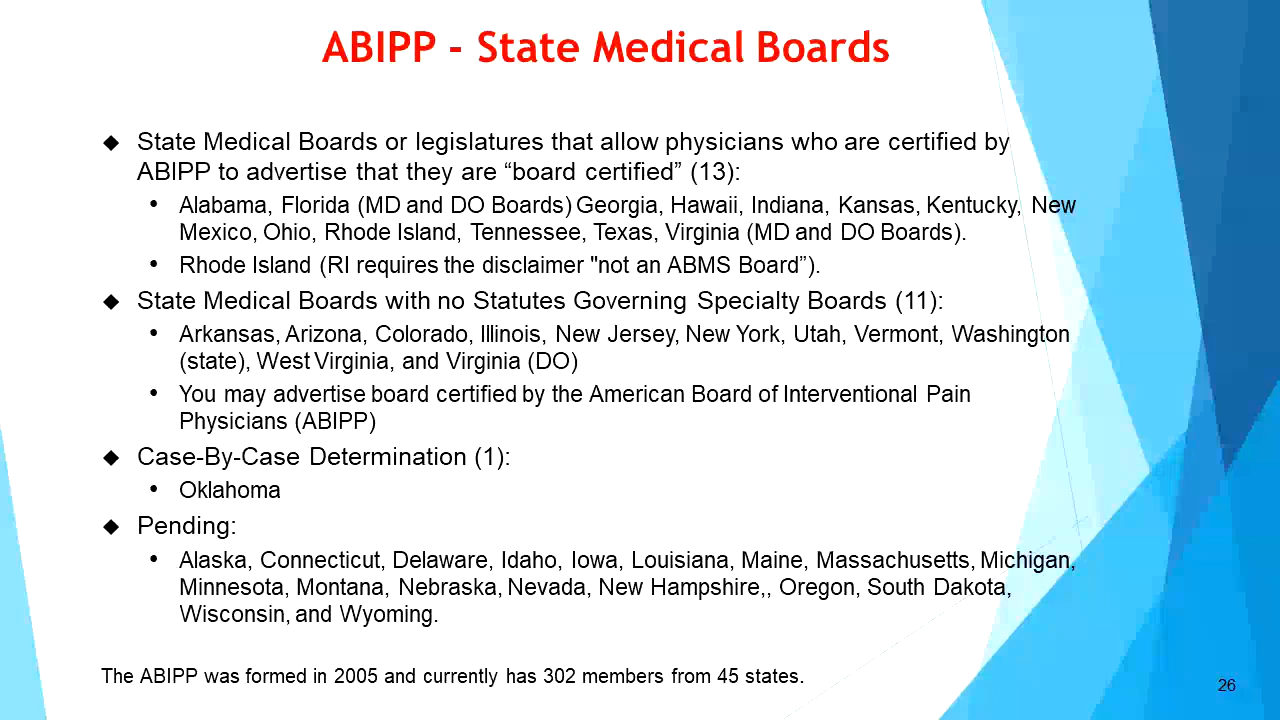 ABIPP - State Medical Boards
◆ State Medical Boards or legislatures that allow physicians who are certified by
ABIPP to advertise that they are “board certified” (13):
• Alabama, Florida (MD and DO Boards) Georgia, Hawaii, Indiana, Kansas, Kentucky, New
Mexico, Ohio, Rhode Island, Tennessee, Texas, Virginia (MD and DO Boards).
• Rhode Island (RI requires the disclaimer "not an ABMS Board”).
◆ State Medical Boards with no Statutes Governing Specialty Boards (11):
• Arkansas, Arizona, Colorado, Illinois, New Jersey, New York, Utah, Vermont, Washington
(state), West Virginia, and Virginia (DO)
• You may advertise board certified by the American Board of Interventional Pain
Physicians (ABIPP)
◆ Case-By-Case Determination (1):
• Oklahoma
◆ Pending:
• Alaska, Connecticut, Delaware, Idaho, Iowa, Louisiana, Maine, Massachusetts, Michigan,
Minnesota, Montana, Nebraska, Nevada, New Hampshire,, Oregon, South Dakota,
Wisconsin, and Wyoming.
The ABIPP was formed in 2005 and currently has 302 members from 45 states.
26